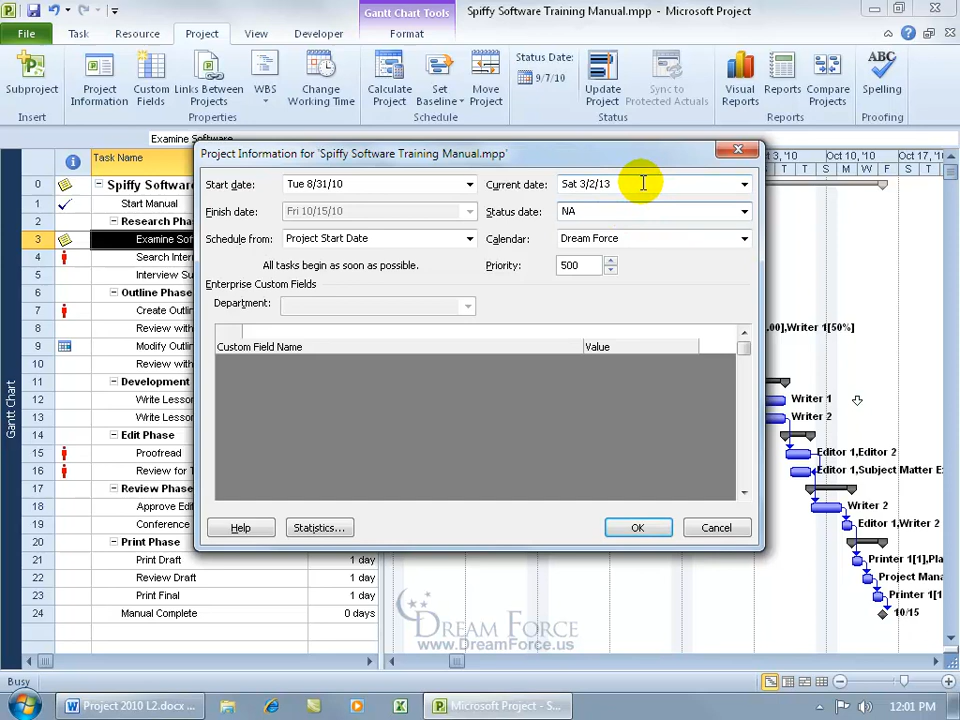 Gantt Chart Tools
Spiffy Software Training Manual.mpp - Microsoft Project
File Task Resource Project View Developer Format
Subproject
Project Information
Custom Fields
Links Between Projects
WBS
Change Working Time
Calculate Project
Set Baseline
Move Project
Status Date:
9/7/10
Update Project
Sync to Protected Actuals
Visual Reports
Reports
Compare Projects
ABC
Spelling
Insert Properties Schedule Status Reports Proofing
Examine Software
Project Information for 'Spiffy Software Training Manual.mpp'
Start date: Tue 8/31/10 Current date: Sat 3/2/13
Finish date: Fri 10/15/10 Status date: NA
Schedule from: Project Start Date Calendar: Dream Force
All tasks begin as soon as possible. Priority: 500
Enterprise Custom Fields
Department:
Custom Field Name Value
Help Statistics... OK Cancel
Task Name
3, '10 Oct 10, '10 Oct 17, '10
T W T F S S M T W T F S S M T W
0 Spiffy Softwar
1 Start Manual
2 Research Phas
3 Examine Sof
4 Search Inter
5 Interview Su
6 Outline Phase
7 Create Outlin
8 Review with
9 Modify Outlin
10 Review with
11 Development
12 Write Lesson
13 Write Lesson
14 Edit Phase
15 Proofread
16 Review for T
17 Review Phase
18 Approve Edi
19 Conference
20 Print Phase
21 Print Draft 1 day
22 Review Draft 1 day
23 Print Final 1 day
24 Manual Complete 0 days
.00],Writer 1[50%]
Writer 1
Writer 2
Editor 1,Editor 2
Editor 1,Subject Matter E
Writer 2
Editor 1,Writer 2
Printer 1[1],Pla
Project Mana
Printer 1[1
10/15
Gantt Chart
DREAM FORCE
www.DreamForce.us
Busy
Project 2010 L2.docx ...
Microsoft Project - S...
12:01 PM